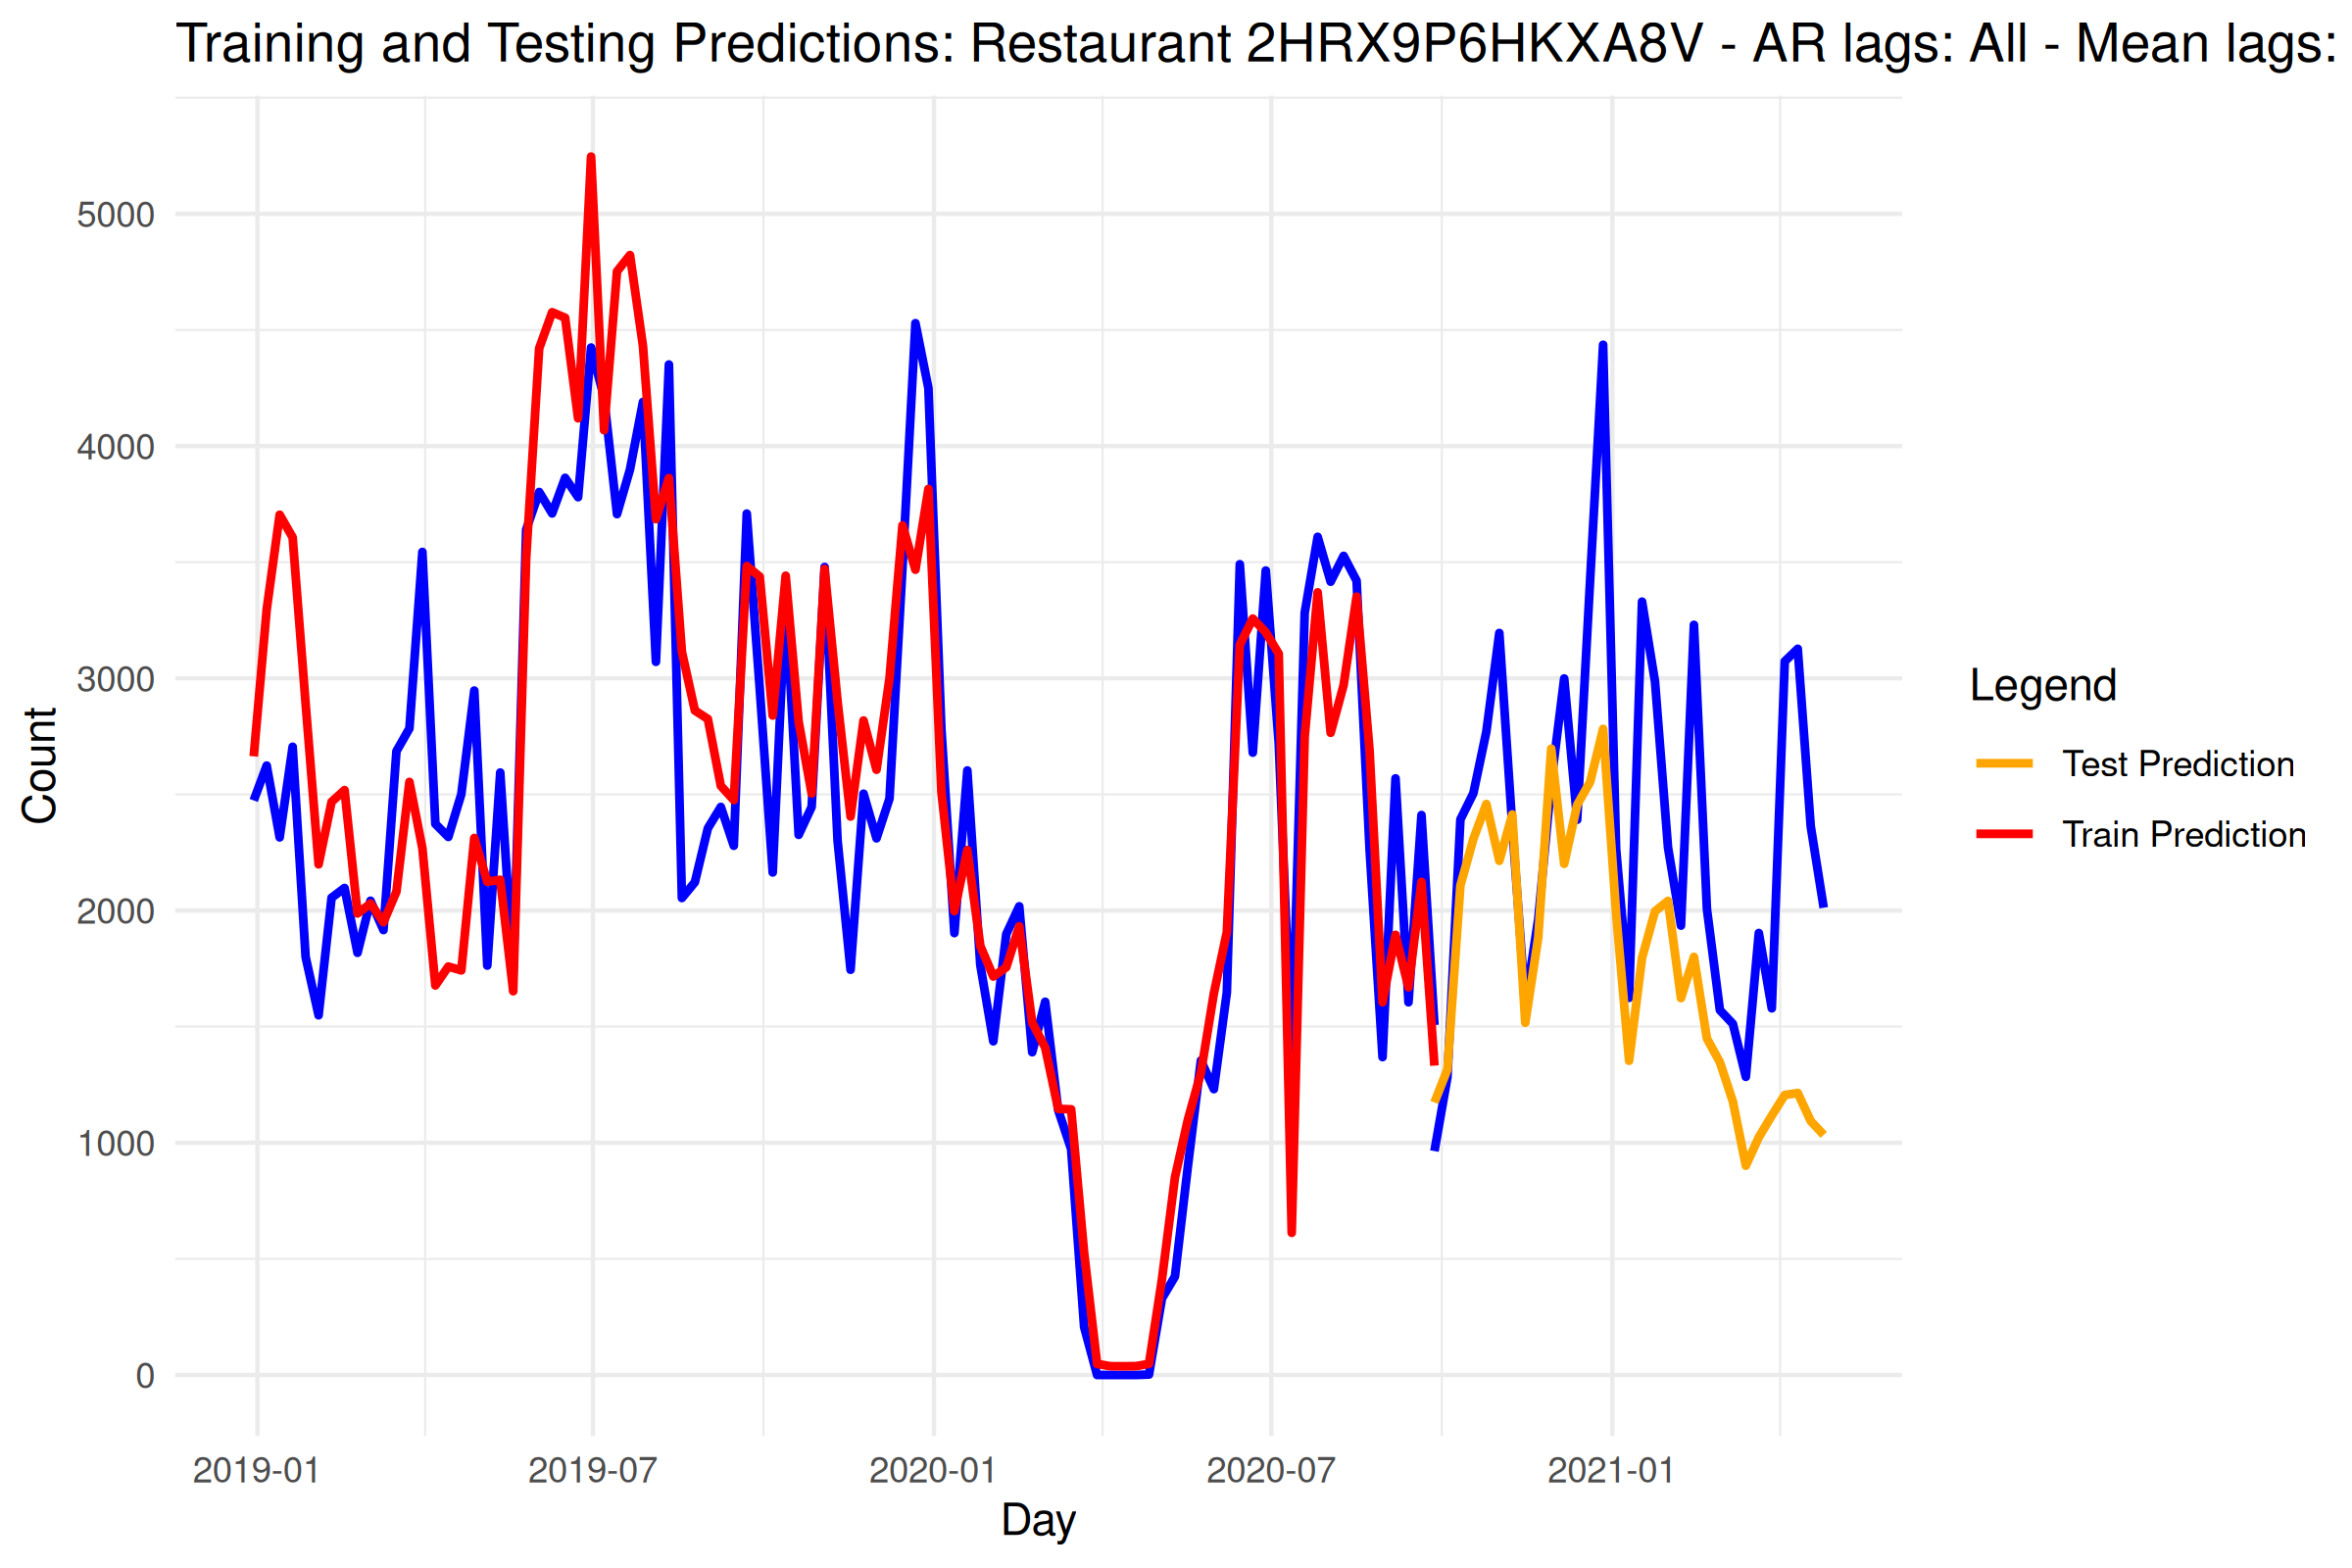 Training and Testing Predictions: Restaurant 2HRX9P6HKXA8V - AR lags: All - Mean lags:
Count
5000
4000
3000
2000
1000
0
2019-01
2019-07
2020-01
2020-07
2021-01
Day
Legend
Test Prediction
Train Prediction